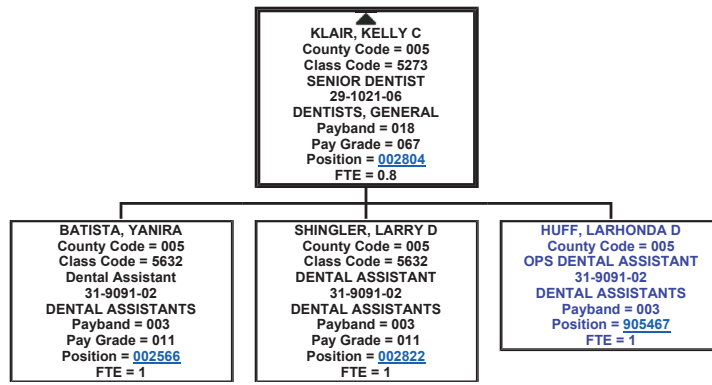 KLAIR, KELLY C
County Code = 005
Class Code = 5273
SENIOR DENTIST
29-1021-06
DENTISTS, GENERAL
Payband = 018
Pay Grade = 067
Position = 002804
FTE = 0.8
BATISTA, YANIRA
County Code = 005
Class Code = 5632
Dental Assistant
31-9091-02
DENTAL ASSISTANTS
Payband = 003
Pay Grade = 011
Position = 002566
FTE = 1
SHINGLER, LARRY D
County Code = 005
Class Code = 5632
DENTAL ASSISTANT
31-9091-02
DENTAL ASSISTANTS
Payband = 003
Pay Grade = 011
Position = 002822
FTE = 1
HUFF, LARHONDA D
County Code = 005
OPS DENTAL ASSISTANT
31-9091-02
DENTAL ASSISTANTS
Payband = 003
Position = 905467
FTE = 1